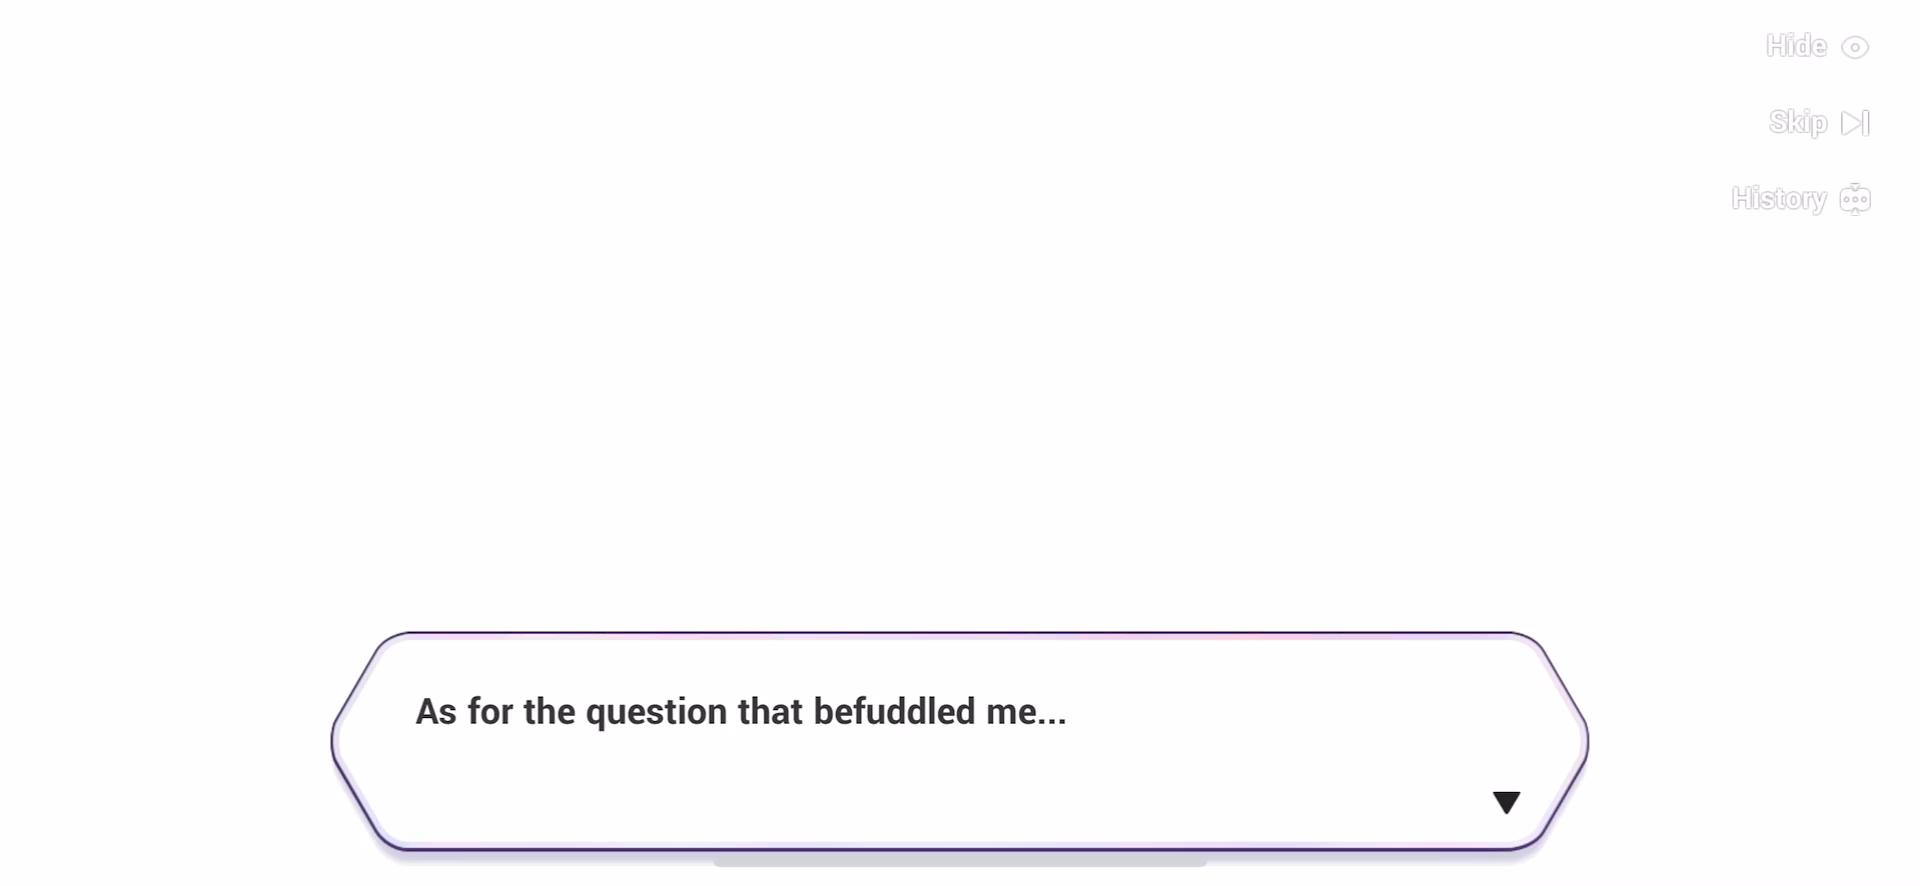 Hide
Skip
History
As for the question that befuddled me...